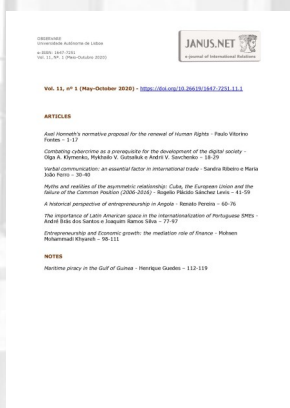 OBSERVARE
Universidade Autónoma de Lisboa
e-ISSN: 1647-7251
Vol. 11, Nº. 1 (Maio-Outubro 2020)
JANUS.NET
e-journal of International Relations
Vol. 11, nº 1 (May-October 2020) - https://doi.org/10.26619/1647-7251.11.1
ARTICLES
Axel Honneth's normative proposal for the renewal of Human Rights - Paulo Vitorino
Fontes – 1-17
Combating cybercrime as a prerequisite for the development of the digital society -
Olga A. Klymenko, Mykhailo V. Gutsaliuk e Andrii V. Savchenko – 18-29
Verbal communication: an essential factor in international trade - Sandra Ribeiro e Maria
João Ferro – 30-40
Myths and realities of the asymmetric relationship: Cuba, the European Union and the
failure of the Common Position (2006-2016) - Rogelio Plácido Sánchez Levis – 41-59
A historical perspective of entrepreneurship in Angola - Renato Pereira – 60-76
The importance of Latin American space in the internationalization of Portuguese SMEs -
André Brás dos Santos e Joaquim Ramos Silva – 77-97
Entrepreneurship and Economic growth: the mediation role of finance - Mohsen
Mohammadi Khyareh – 98-111
NOTES
Maritime piracy in the Gulf of Guinea - Henrique Guedes – 112-119